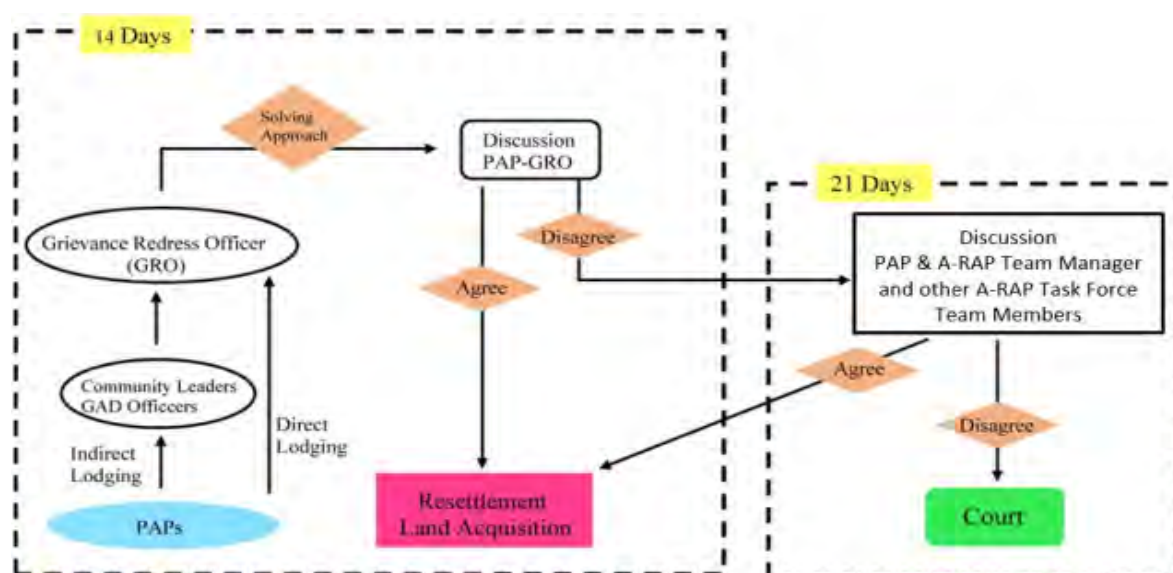 14 Days
Solving
Approach
Discussion
PAP-GRO
21 Days
Grievance Redress Officer
(GRO)
Disagree
Discussion
PAP & A-RAP Team Manager
and other A-RAP Task Force
Team Members
Agree
Agree
Community Leaders
GAD Officers
Direct
Lodging
Disagree
Indirect
Lodging
Resettlement
Land Acquisition
Court
PAPs